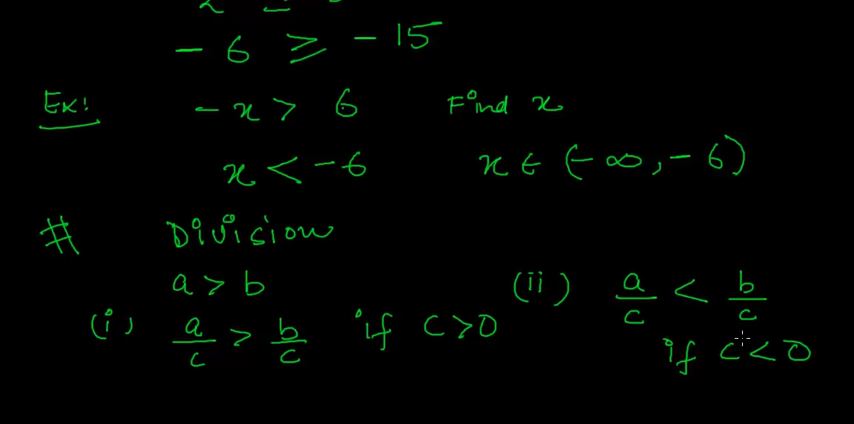 - 6 ≥ - 15
Ex: - x > 6 Find x
x < - 6 x ∈ (- ∞, - 6)
# Division
a > b
(i) a/c > b/c if c > 0
(ii) a/c < b/c
if c < 0